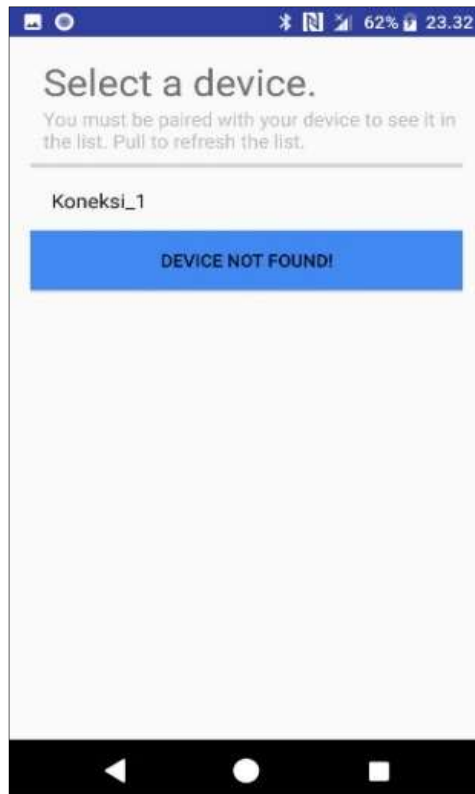 62% 23.32
Select a device.
You must be paired with your device to see it in
the list. Pull to refresh the list.
Koneksi_1
DEVICE NOT FOUND!